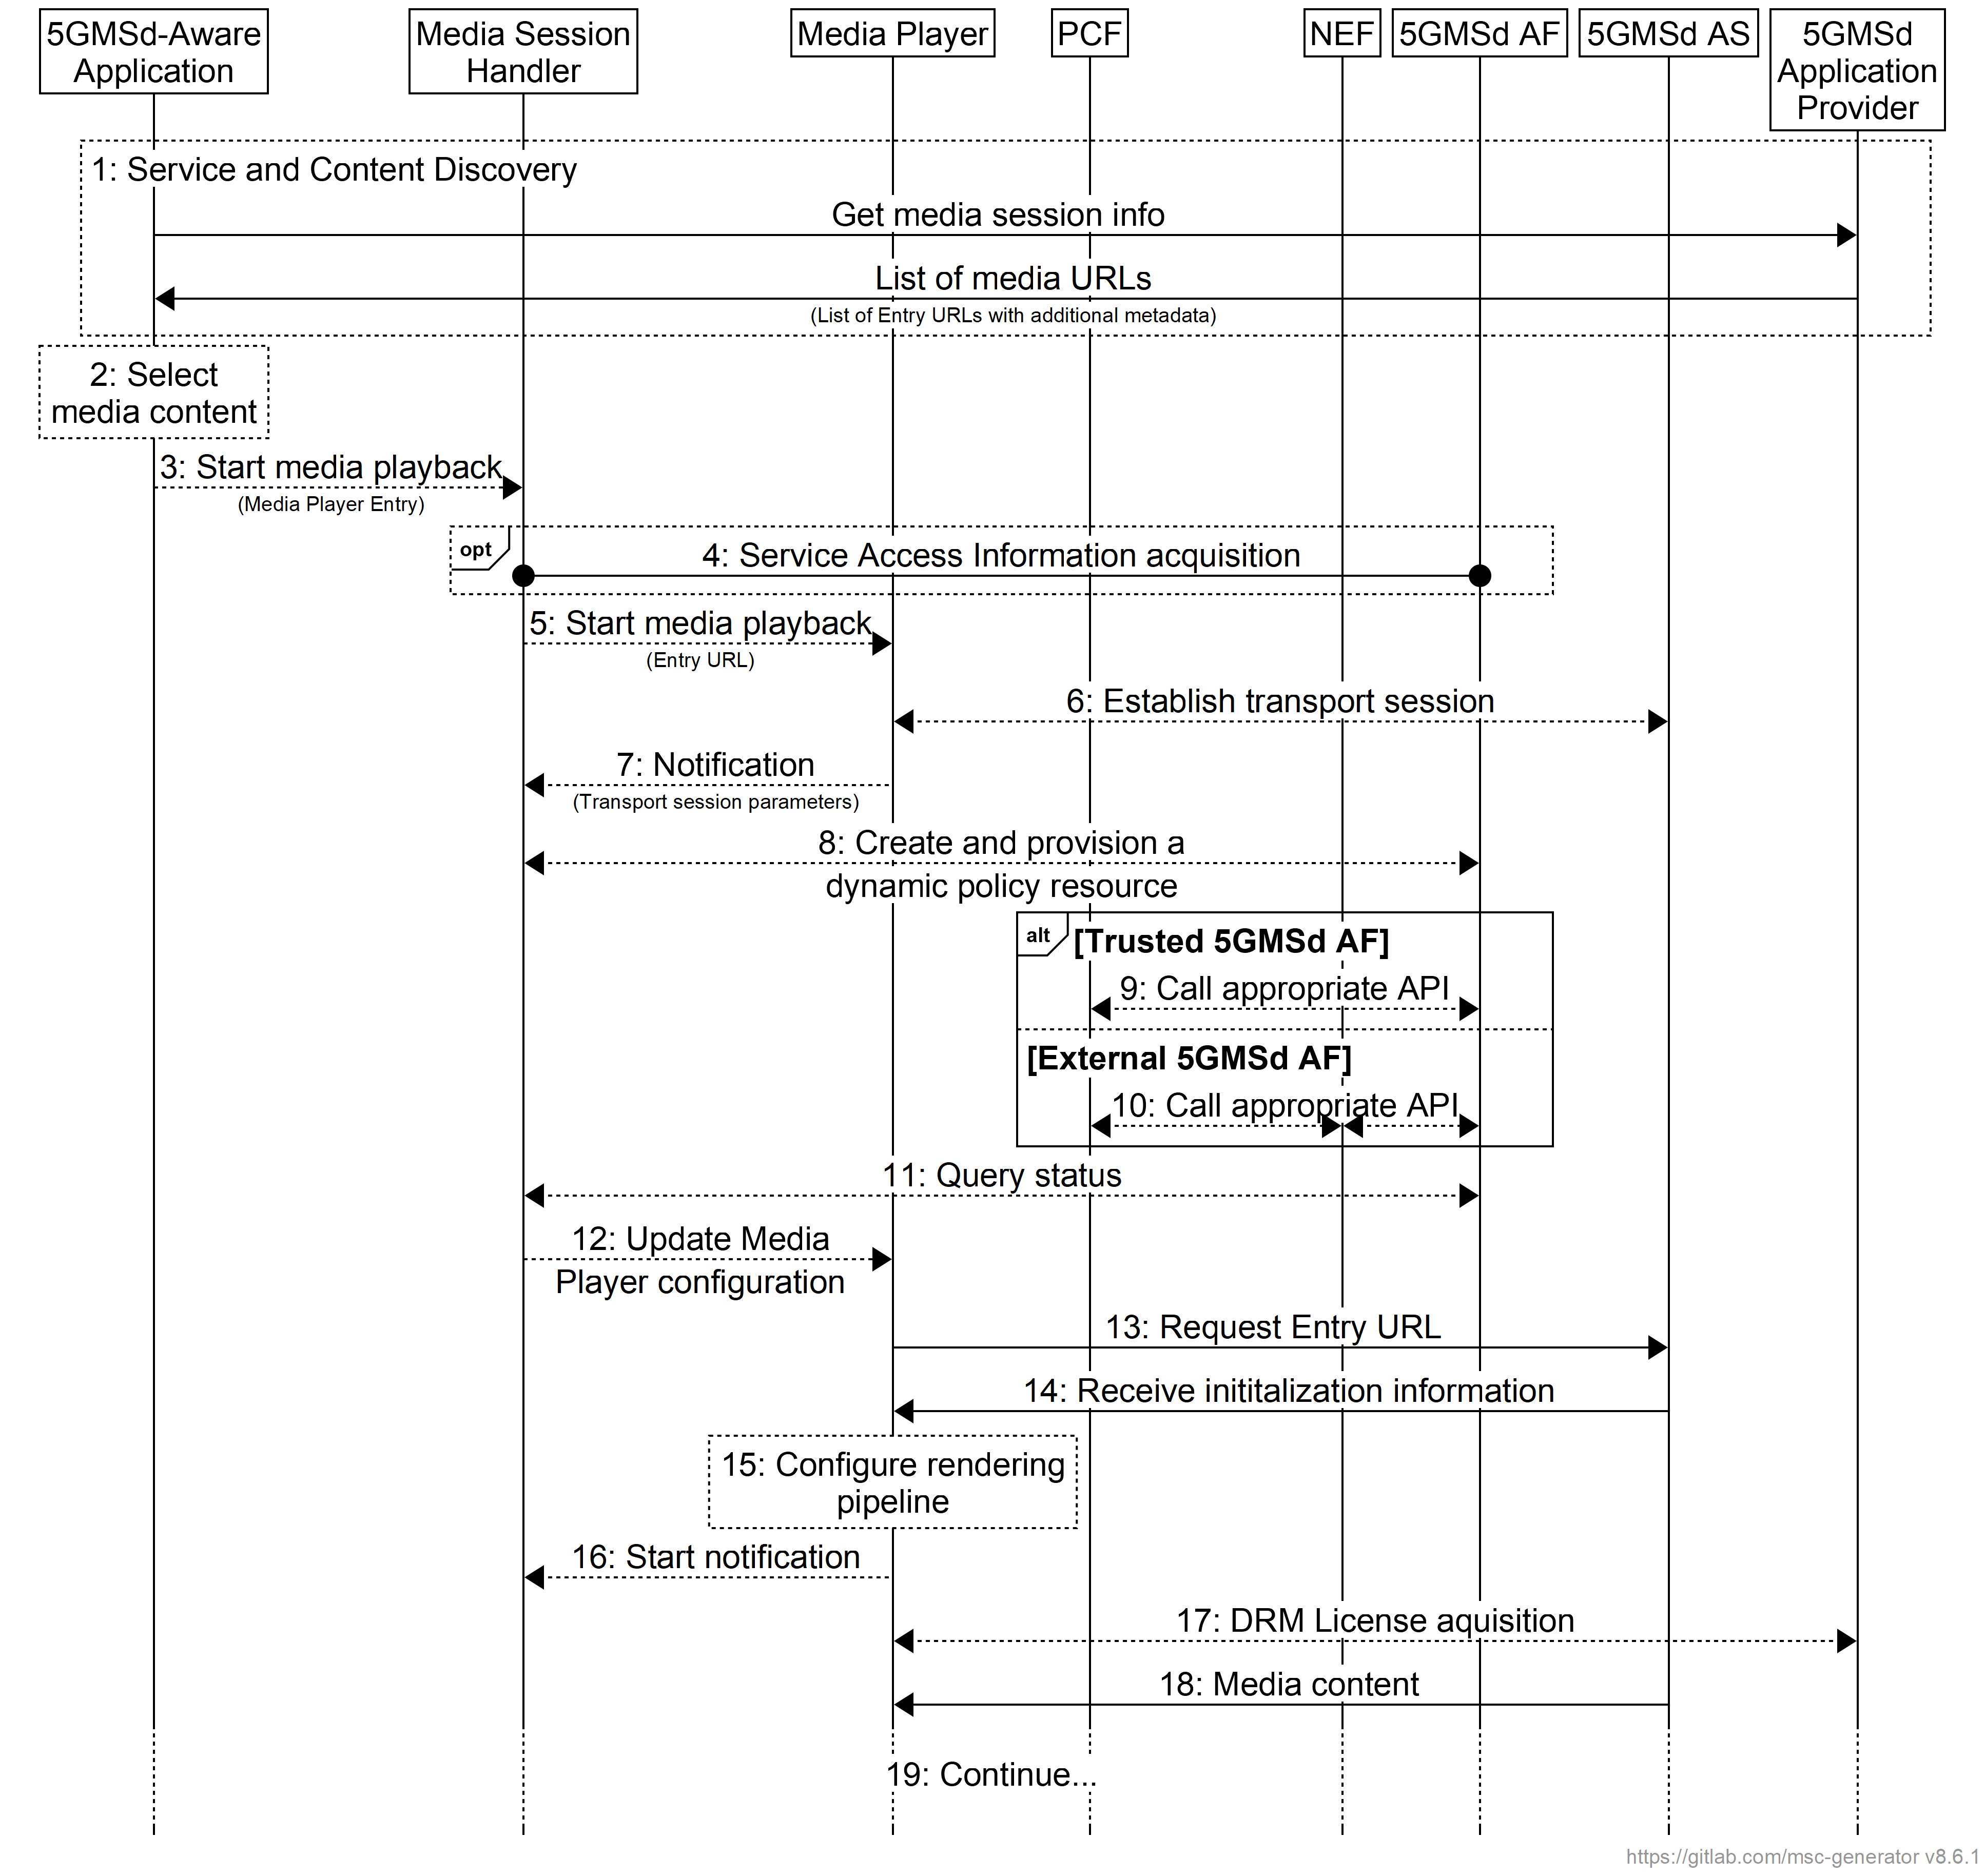 5GMSd-Aware
Application
Media Session
Handler
Media Player
PCF
NEF
5GMSd AF
5GMSd AS
5GMSd
Application
Provider
1: Service and Content Discovery
Get media session info
List of media URLs
(List of Entry URLs with additional metadata)
2: Select
media content
3: Start media playback
(Media Player Entry)
opt
4: Service Access Information acquisition
5: Start media playback
(Entry URL)
6: Establish transport session
7: Notification
(Transport session parameters)
8: Create and provision a
dynamic policy resource
alt
[Trusted 5GMSd AF]
9: Call appropriate API
[External 5GMSd AF]
10: Call appropriate API
11: Query status
12: Update Media
Player configuration
13: Request Entry URL
14: Receive inititalization information
15: Configure rendering
pipeline
16: Start notification
17: DRM License aquisition
18: Media content
19: Continue...
https://gitlab.com/msc-generator v8.6.1